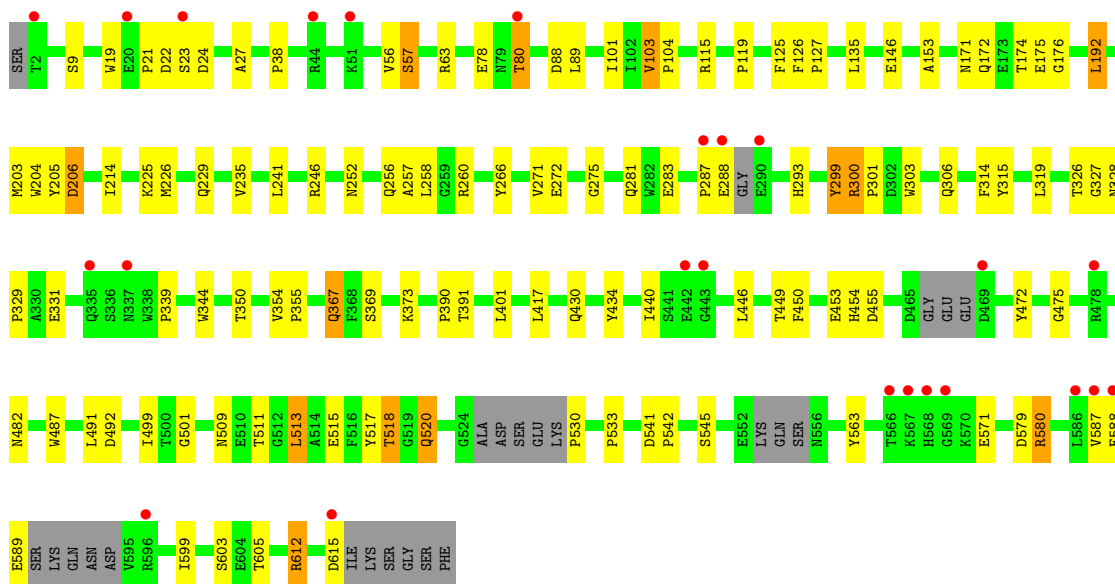 SER T2 E20 S9 W19 P21 D22 S23 D24 A27 P38 R44 K51 V56 S57 R63 E78 N79 T80 D88 L89 I101 I102 V103 P104 R115 P119 F125 F126 P127 L135 E146 A153 N171 Q172 E173 T174 E175 G176 L192
M203 W204 Y205 D206 I214 K225 M226 Q229 V235 L241 R246 N252 Q256 A257 L258 G259 R260 Y266 V271 E272 G275 Q281 W282 E283 P287 E288 GLY E290 H293 Y299 R300 P301 D302 W303 Q306 F314 Y315 L319 T326 G327 N328
P329 A330 E331 Q335 S336 N337 W338 P339 W344 T350 V354 P355 Q367 F368 S369 K373 P390 T391 L401 L417 Q430 Y434 I440 S441 E442 G443 L446 T449 F450 E453 H454 D455 D465 GLY GLU GLU D469 Y472 G475 R478
N482 W487 L491 D492 I499 T500 G501 N509 E510 T511 G512 L513 A514 E515 F516 Y517 T518 G519 Q520 G524 ALA ASP SER GLU LYS P530 P533 D541 P542 S545 E552 LYS GLN SER N556 Y563 T566 K567 H568 G569 K570 E571 D579 R580 L586 V587
E589 SER LYS GLN ASN ASP V595 R596 I599 S603 E604 T605 R612 D615 ILE LYS SER GLY SER PHE